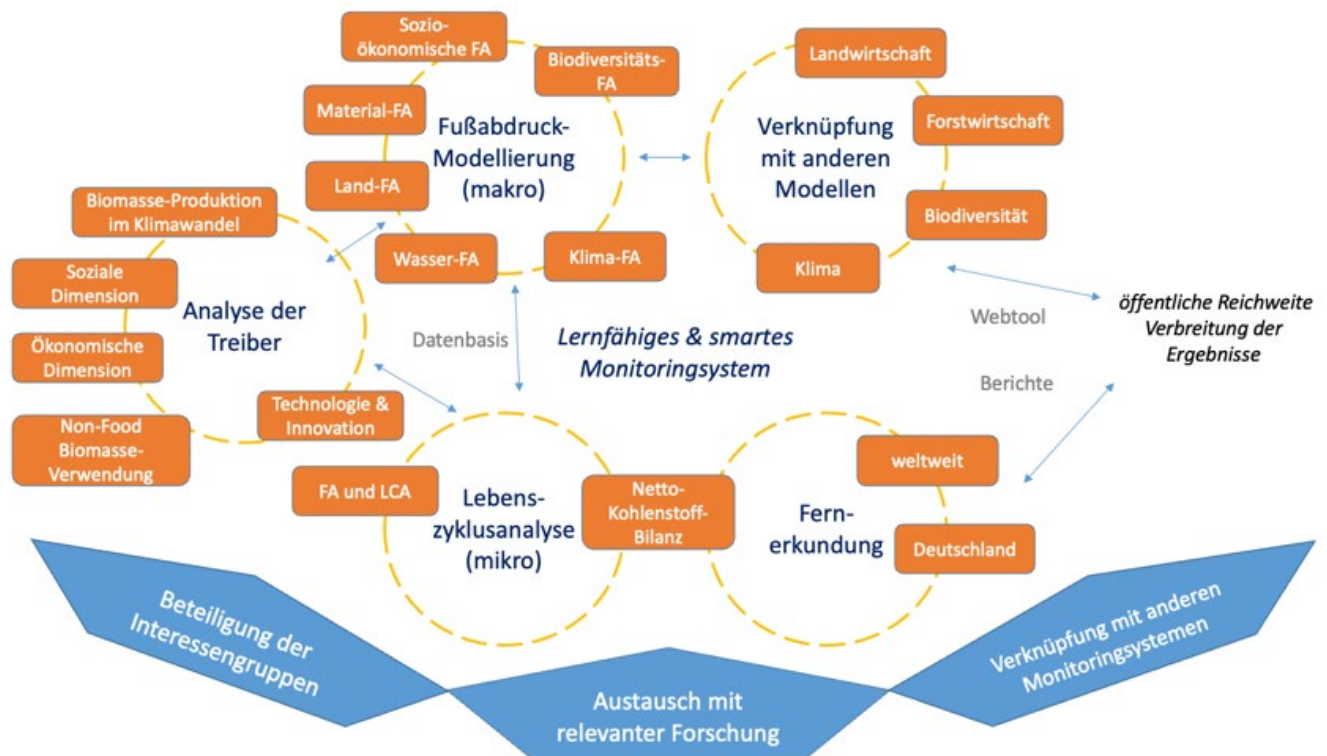 Sozio-
ökonomische FA
Biodiversitäts-
FA
Material-FA
Land-FA
Wasser-FA
Klima-FA
Fußabdruck-
Modellierung
(makro)
Landwirtschaft
Forstwirtschaft
Biodiversität
Klima
Verknüpfung
mit anderen
Modellen
Biomasse-Produktion
im Klimawandel
Soziale
Dimension
Ökonomische
Dimension
Non-Food
Biomasse-
Verwendung
Technologie &
Innovation
Analyse der
Treiber
Datenbasis
Lernfähiges & smartes
Monitoringsystem
Webtool
Berichte
öffentliche Reichweite
Verbreitung der
Ergebnisse
FA und LCA
Lebens-
zyklusanalyse
(mikro)
Netto-
Kohlenstoff-
Bilanz
Fern-
erkundung
weltweit
Deutschland
Beteiligung der
Interessengruppen
Austausch mit
relevanter Forschung
Verknüpfung mit anderen
Monitoringsystemen